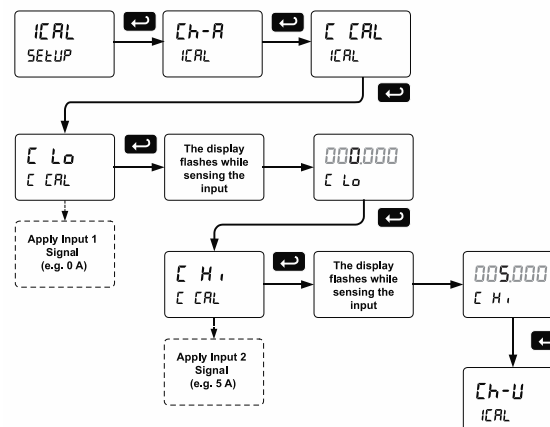 ICAL
SEtUP
Ch-A
ICAL
C CAL
ICAL
C Lo
C CAL
The display
flashes while
sensing the
input
000.000
C Lo
Apply Input 1
Signal
(e.g. 0 A)
C Hi
C CAL
The display
flashes while
sensing the
input
005.000
C Hi
Apply Input 2
Signal
(e.g. 5 A)
Ch-U
ICAL